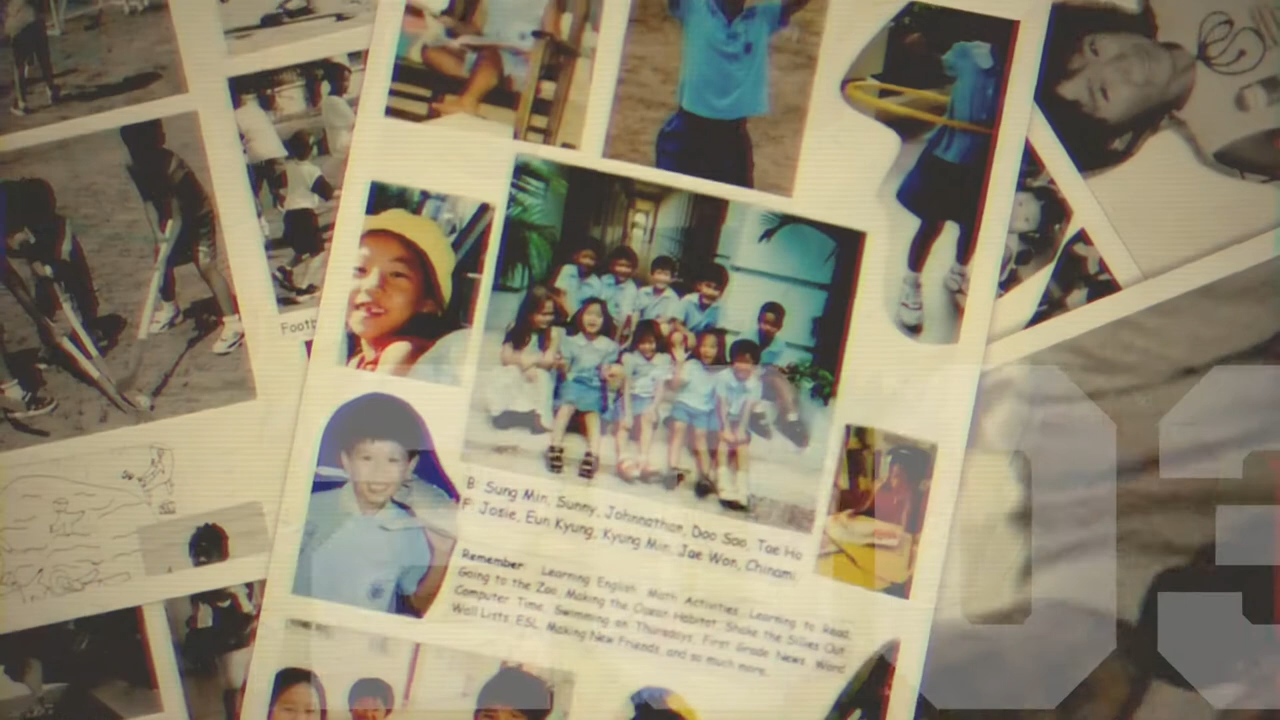 Footb
B: Sung Min, Sunny, Johnnathan, Doo Soo, Tae Ho
F: Josie, Eun Kyung, Kyung Min, Jae Won, Chinami
Remember: Learning English, Math Activities, Learning to Read,
Going to the Zoo, Making the Ocean Habitat, Shake the Sillies Out
Computer Time, Swimming on Thursdays, First Grade News, Word
Wall Lists, ESL, Making New Friends, and so much more.
03